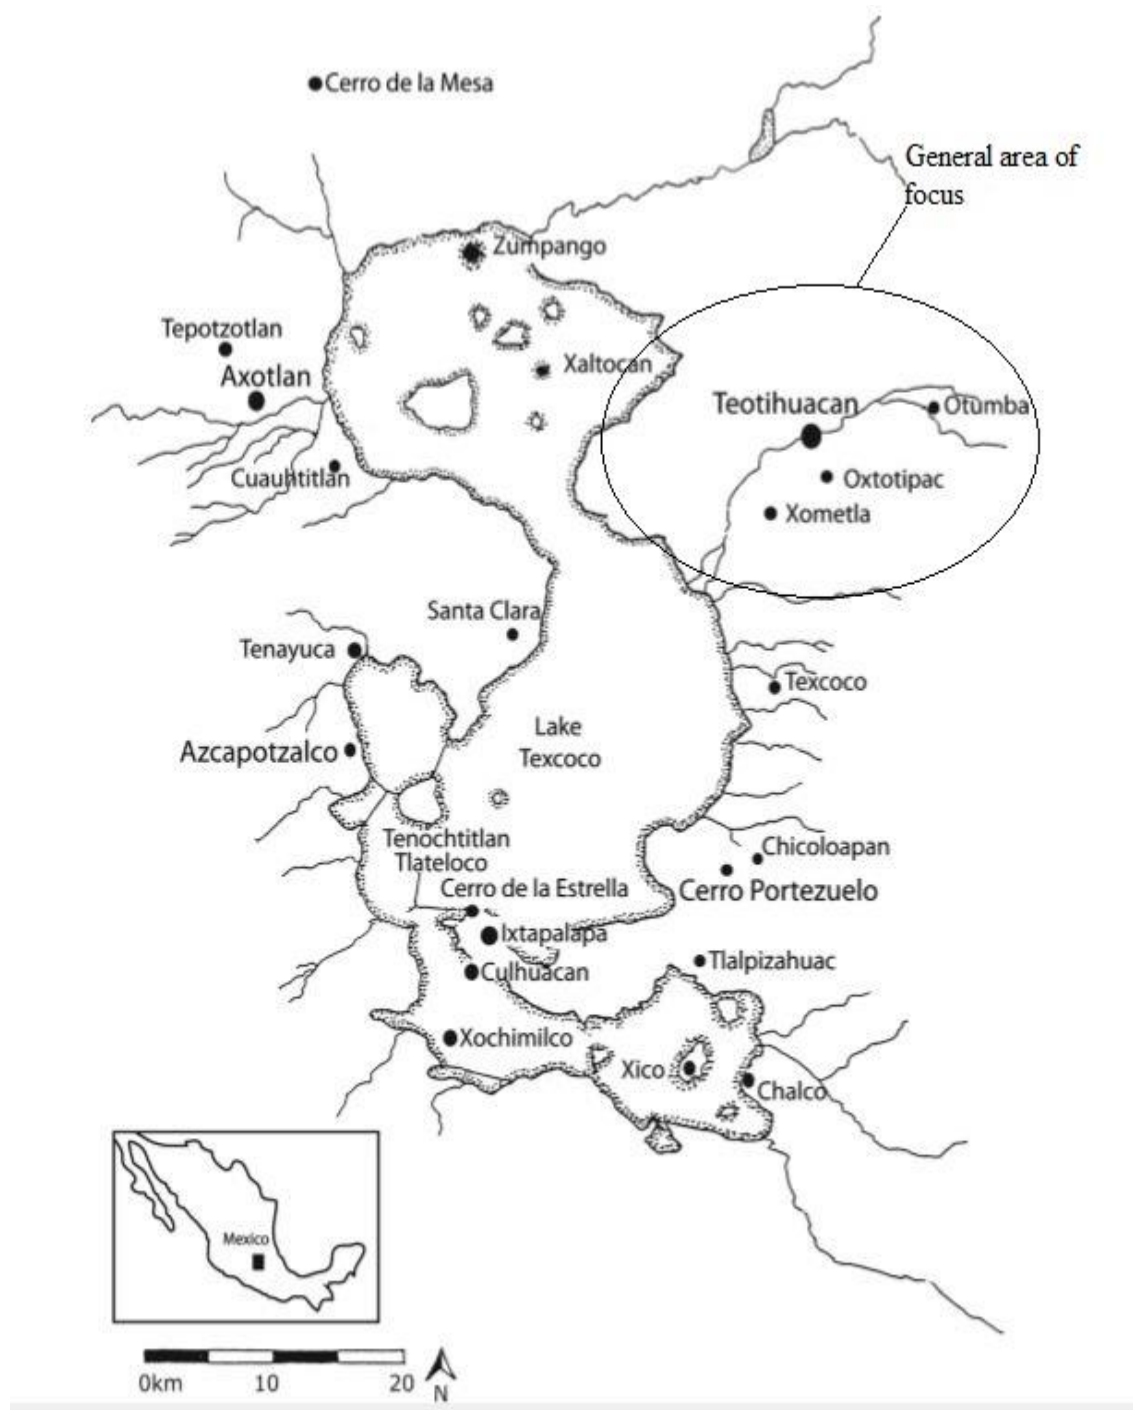 Cerro de la Mesa
General area of
focus
Zumpango
Tepotzotlan
Xaltocan
Axotlan
Teotihuacan
Otumba
Cuauhtitlan
Oxtotipac
Xometla
Santa Clara
Tenayuca
Texcoco
Lake
Texcoco
Azcapotzalco
Tenochtitlan
Tlateloco
Chicoloapan
Cerro de la Estrella
Cerro Portezuelo
Ixtapalapa
Tlalpizahuac
Culhuacan
Xochimilco
Xico
Chalco
Mexico
0km 10 20
N